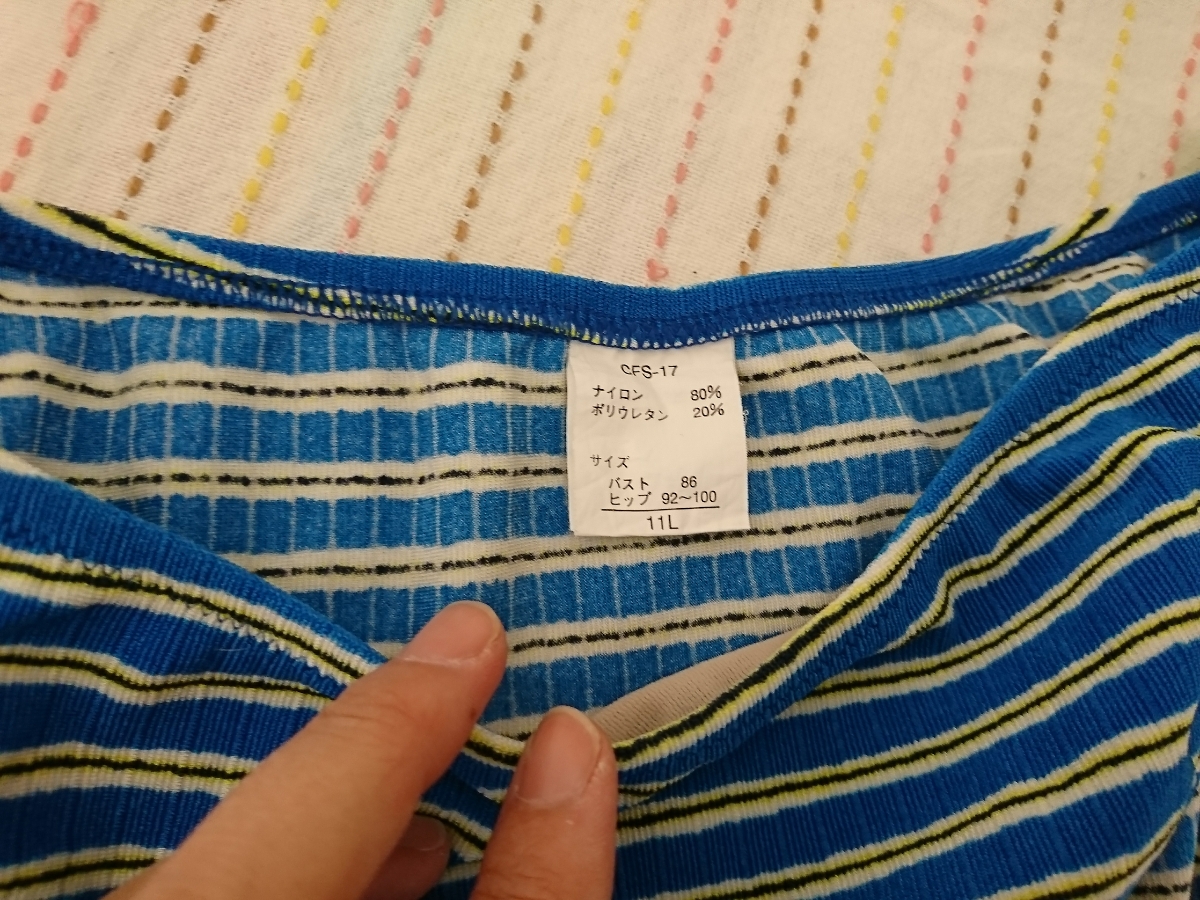 CFS-17
ナイロン 80%
ポリウレタン 20%
サイズ
バスト 86
ヒップ 92〜100
11L